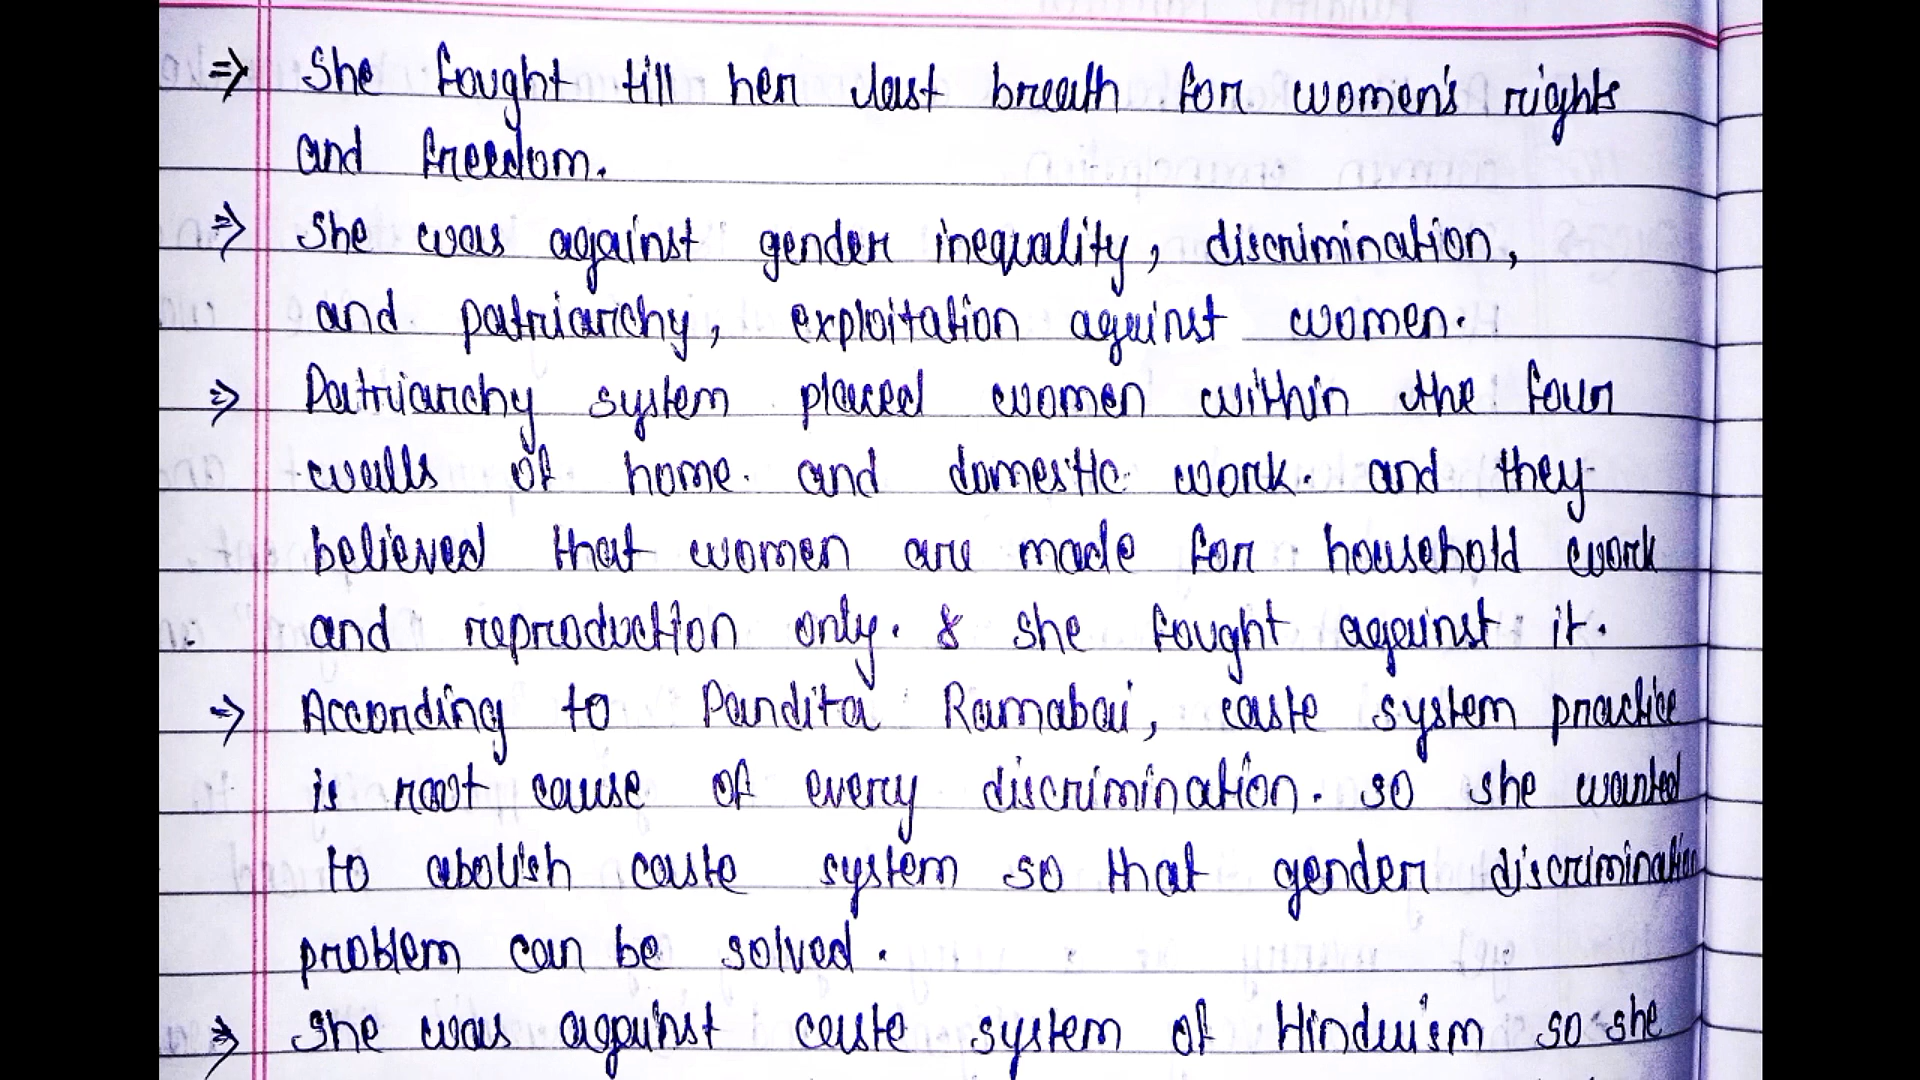 ⇒ She fought till her last breath for women's rights
and freedom.
⇒ She was against gender inequality, discrimination,
and patriarchy, exploitation against women.
⇒ Patriarchy system placed women within the four
walls of home. and domestic work. and they
believed that women are made for household work
and reproduction only. & she fought against it.
⇒ According to Pandita Ramabai, caste system practice
is root cause of every discrimination. so she wanted
to abolish caste system so that gender discrimination
problem can be solved.
⇒ She was against caste system of Hinduism so she